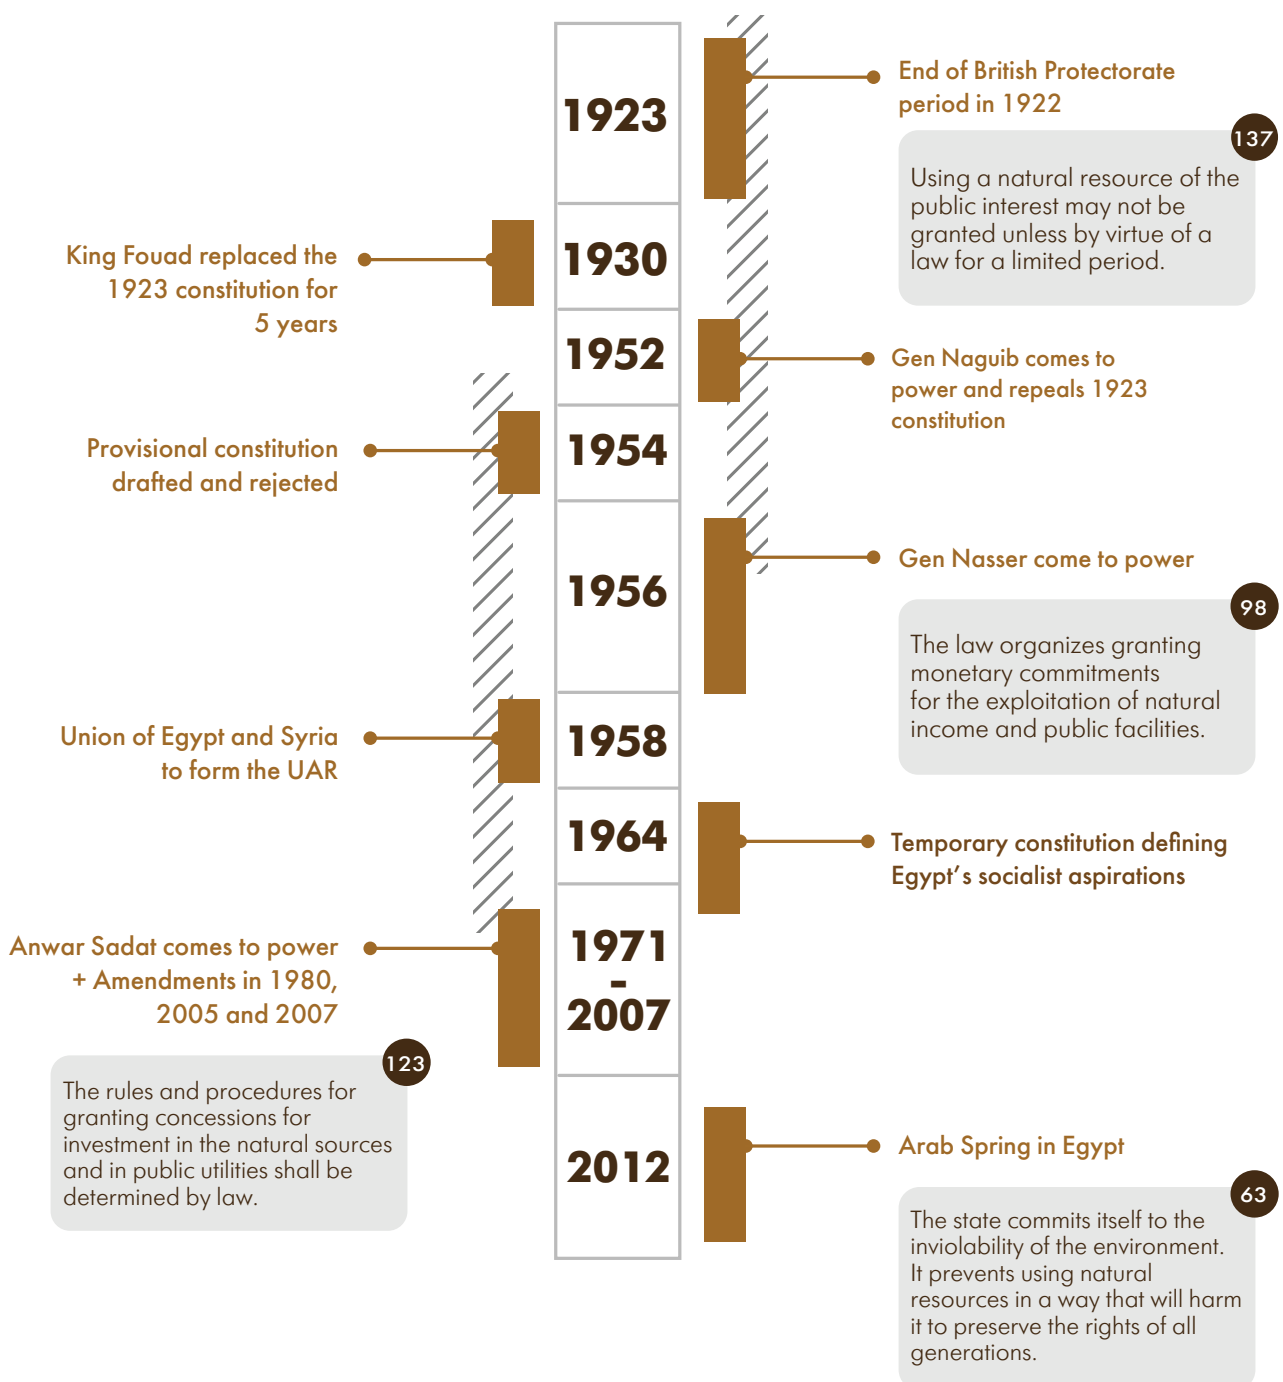 1923
End of British Protectorate
period in 1922
137
Using a natural resource of the
public interest may not be
granted unless by virtue of a
law for a limited period.
King Fouad replaced the
1923 constitution for
5 years
1930
1952
Gen Naguib comes to
power and repeals 1923
constitution
Provisional constitution
drafted and rejected
1954
1956
Gen Nasser come to power
98
The law organizes granting
monetary commitments
for the exploitation of natural
income and public facilities.
Union of Egypt and Syria
to form the UAR
1958
1964
Temporary constitution defining
Egypt's socialist aspirations
Anwar Sadat comes to power
+ Amendments in 1980,
2005 and 2007
1971
-
2007
123
The rules and procedures for
granting concessions for
investment in the natural sources
and in public utilities shall be
determined by law.
2012
Arab Spring in Egypt
63
The state commits itself to the
inviolability of the environment.
It prevents using natural
resources in a way that will harm
it to preserve the rights of all
generations.